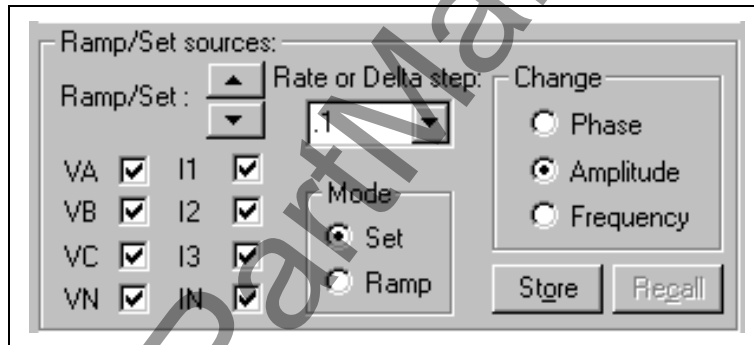 Ramp/Set sources:
Ramp/Set :
Rate or Delta step:
.1
VA
I1
VB
I2
VC
I3
VN
IN
Mode
Set
Ramp
Change
Phase
Amplitude
Frequency
Store
Recall